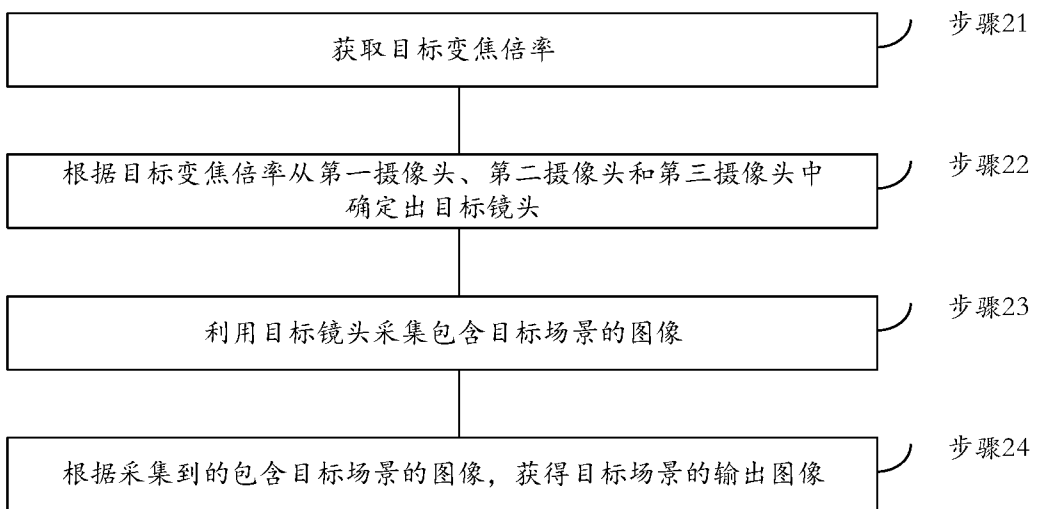 获取目标变焦倍率
步骤21
根据目标变焦倍率从第一摄像头、第二摄像头和第三摄像头中
确定出目标镜头
步骤22
利用目标镜头采集包含目标场景的图像
步骤23
根据采集到的包含目标场景的图像，获得目标场景的输出图像
步骤24